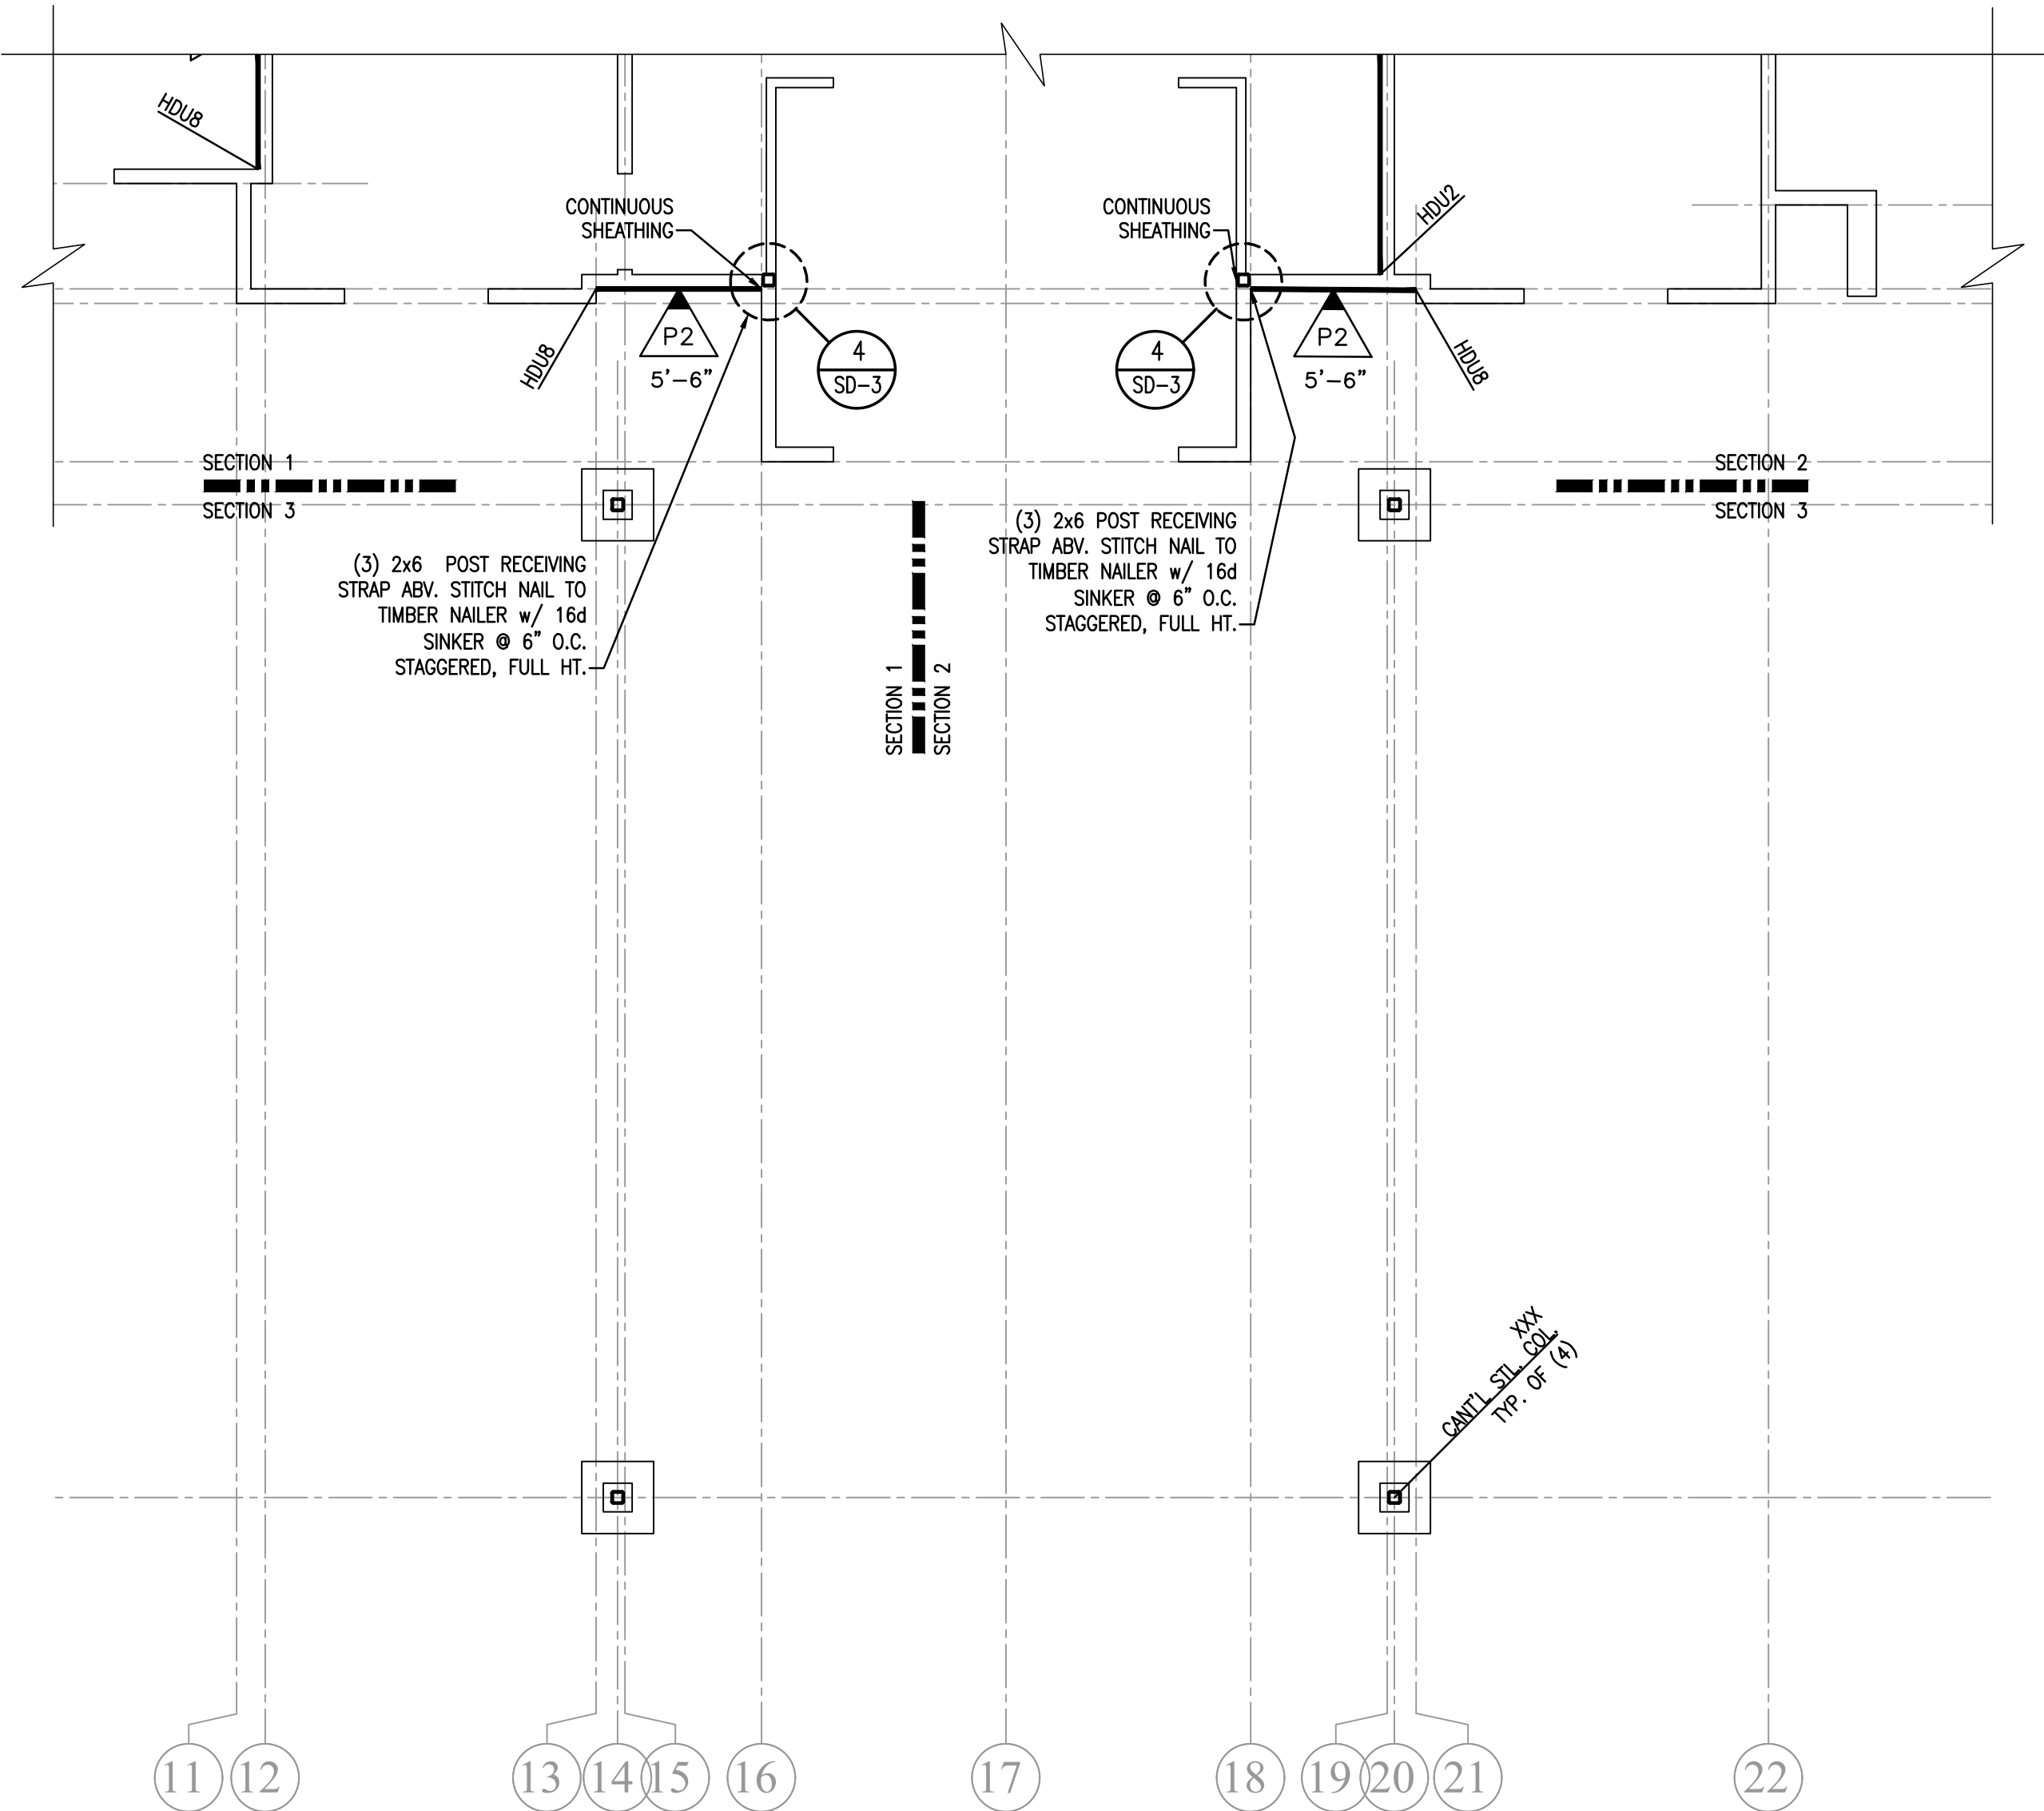 HDU8
CONTINUOUS
SHEATHING
CONTINUOUS
SHEATHING
HDU2
HDU8
P2
5'-6"
4
SD-3
4
SD-3
P2
5'-6"
HDU8
SECTION 1
SECTION 3
SECTION 2
SECTION 3
(3) 2x6 POST RECEIVING
STRAP ABV. STITCH NAIL TO
TIMBER NAILER w/ 16d
SINKER @ 6" O.C.
STAGGERED, FULL HT.
(3) 2x6 POST RECEIVING
STRAP ABV. STITCH NAIL TO
TIMBER NAILER w/ 16d
SINKER @ 6" O.C.
STAGGERED, FULL HT.
SECTION 1
SECTION 2
XXX
CANT'L STL. COL.
TYP. OF (4)
11
12
13
14
15
16
17
18
19
20
21
22